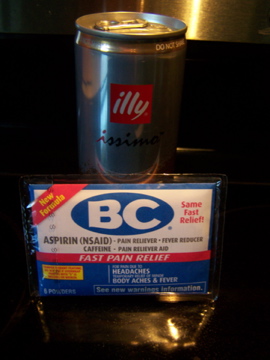 DO NOT SHAKE
illy
issimo
New
Formula
BC
®
Same
Fast
Relief!
ASPIRIN (NSAID) - PAIN RELIEVER • FEVER REDUCER
CAFFEINE - PAIN RELIEVER AID
FAST PAIN RELIEF
HEADACHES
BODY ACHES & FEVER
POWDERS
See new warnings information.